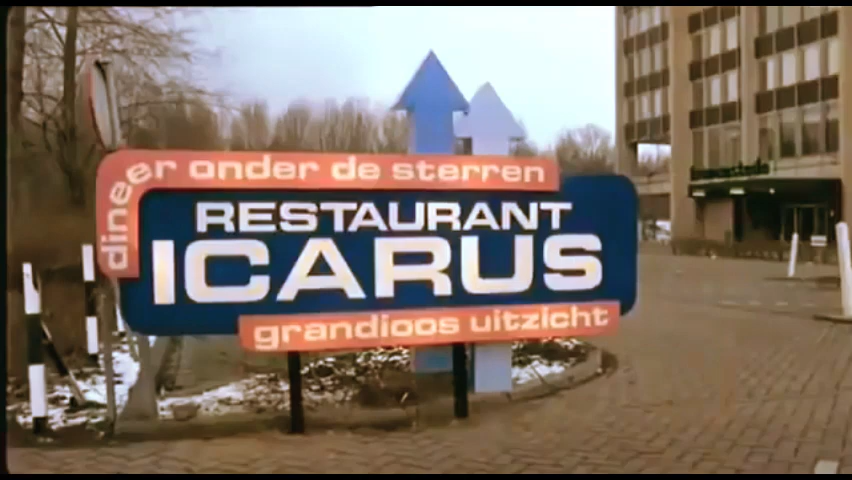 dineer onder de sterren
RESTAURANT
ICARUS
grandioos uitzicht